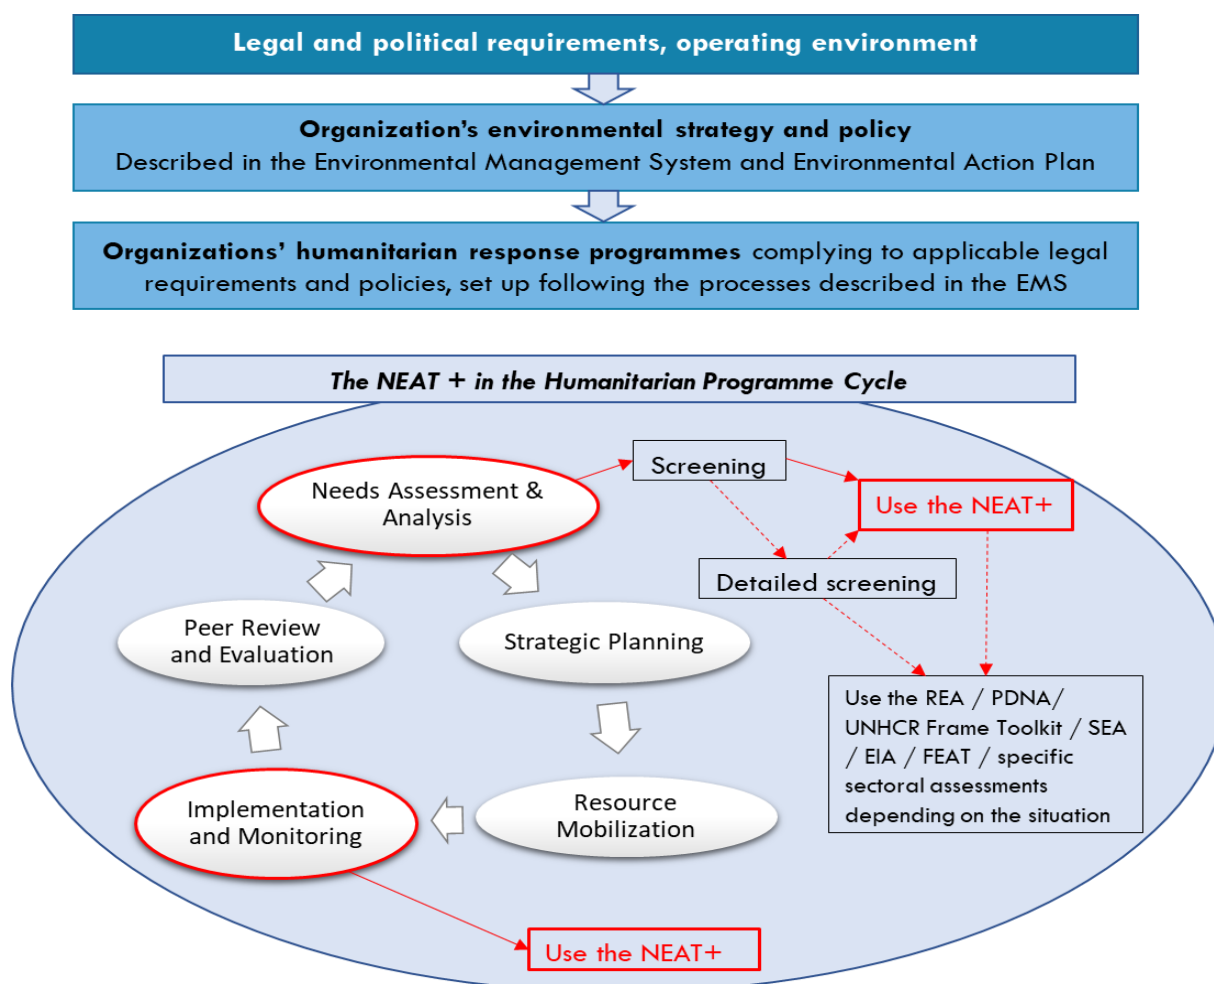 Legal and political requirements, operating environment
Organization’s environmental strategy and policy
Described in the Environmental Management System and Environmental Action Plan
Organizations’ humanitarian response programmes complying to applicable legal
requirements and policies, set up following the processes described in the EMS
The NEAT + in the Humanitarian Programme Cycle
Needs Assessment &
Analysis
Screening
Use the NEAT+
Detailed screening
Peer Review
and Evaluation
Strategic Planning
Use the REA / PDNA/
UNHCR Frame Toolkit / SEA
/ EIA / FEAT / specific
sectoral assessments
depending on the situation
Implementation
and Monitoring
Resource
Mobilization
Use the NEAT+